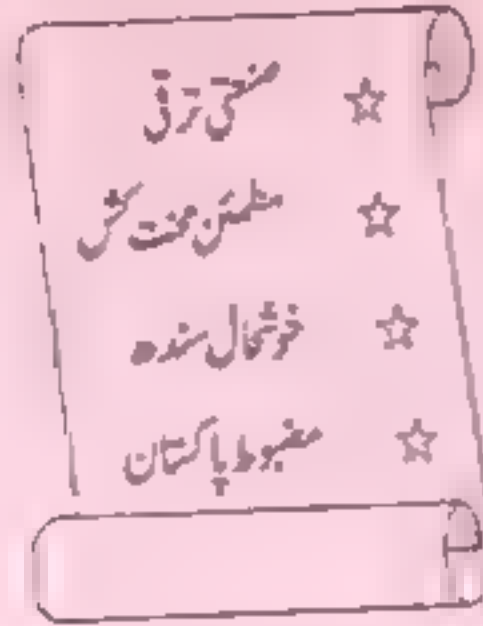 صنعتی ترقی
مطمئن محنت کش
خوشحال سندھ
مضبوط پاکستان